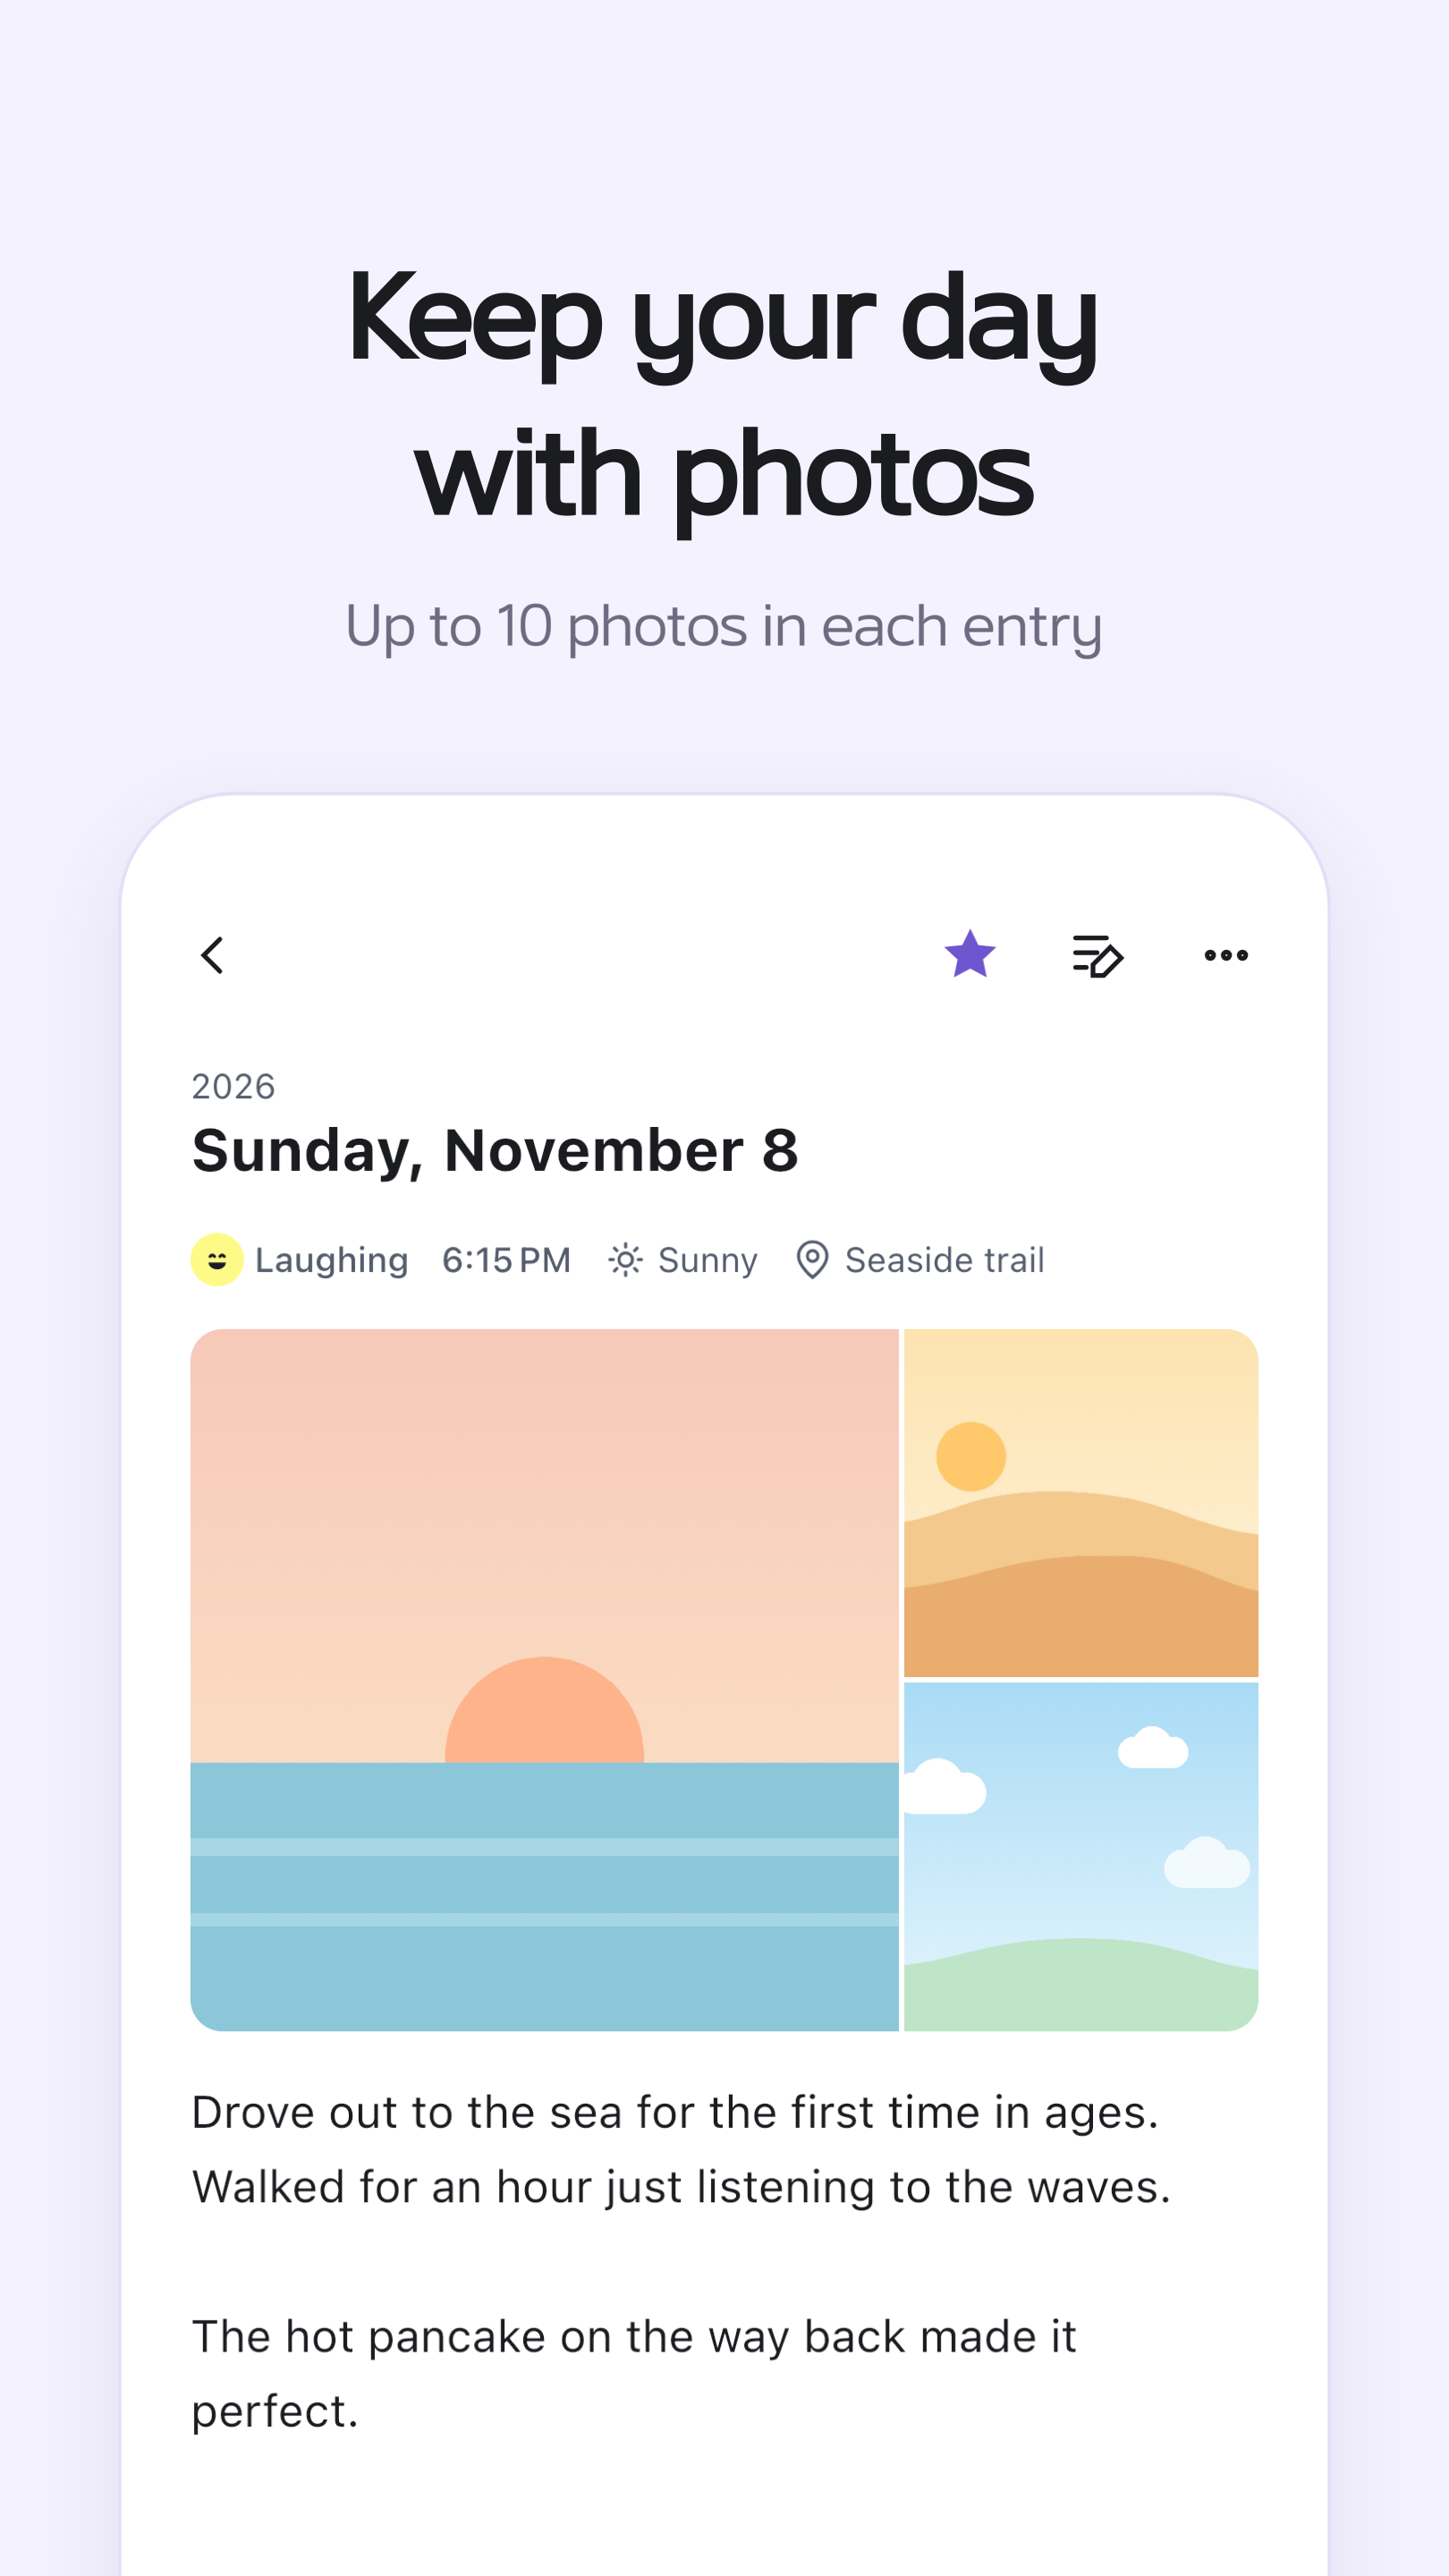 Keep your day
with photos
Up to 10 photos in each entry
2026
Sunday, November 8
Laughing 6:15 PM Sunny Seaside trail
Drove out to the sea for the first time in ages.
Walked for an hour just listening to the waves.
The hot pancake on the way back made it
perfect.